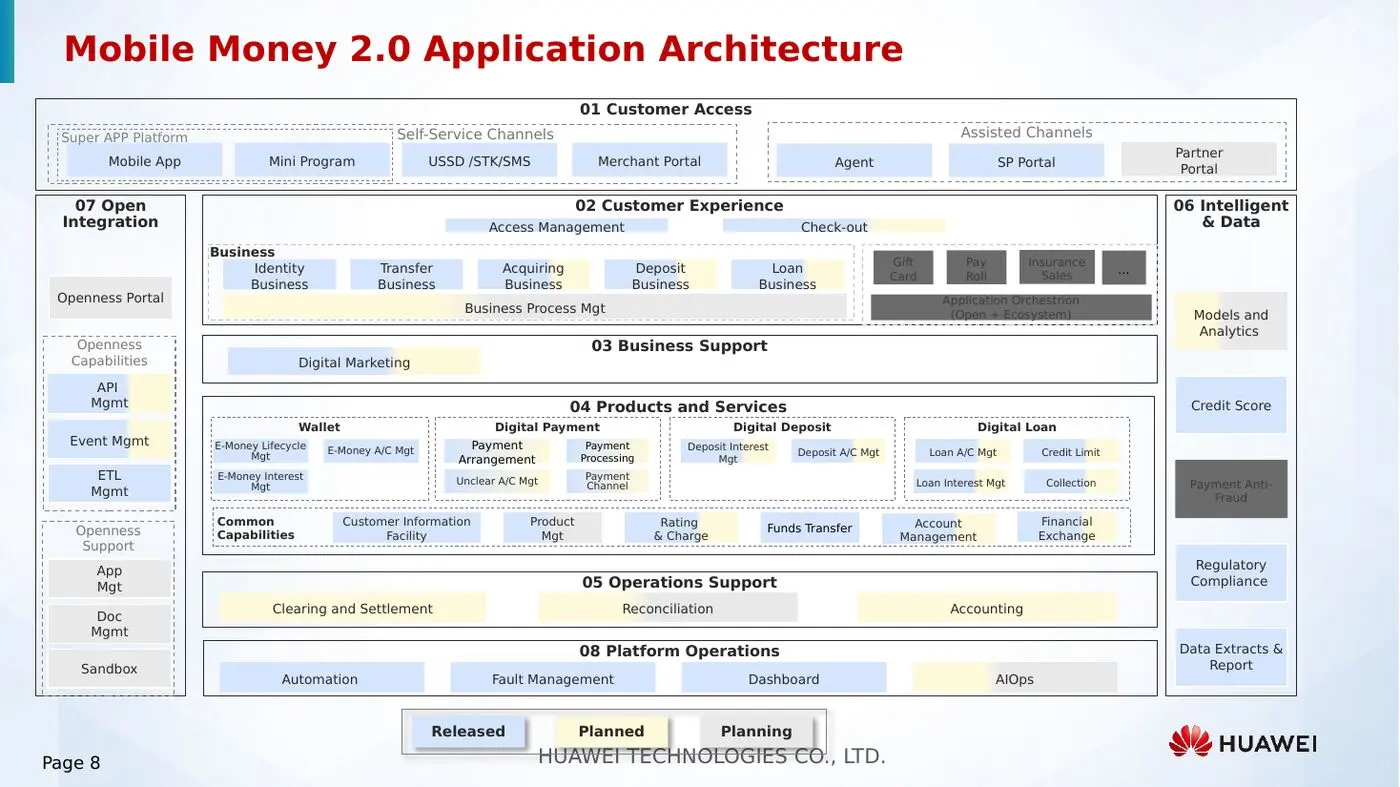 Mobile Money 2.0 Application Architecture
01 Customer Access
Super APP Platform
Self-Service Channels
Assisted Channels
Mobile App
Mini Program
USSD /STK/SMS
Merchant Portal
Agent
SP Portal
Partner
Portal
07 Open
Integration
Openness Portal
Openness
Capabilities
API
Mgmt
Event Mgmt
ETL
Mgmt
Openness
Support
App
Mgt
Doc
Mgmt
Sandbox
02 Customer Experience
Access Management
Check-out
Business
Identity
Business
Transfer
Business
Acquiring
Business
Deposit
Business
Loan
Business
Business Process Mgt
Gift
Card
Pay
Roll
Insurance
Sales
...
Application Orchestrion
(Open + Ecosystem)
03 Business Support
Digital Marketing
04 Products and Services
Wallet
E-Money Lifecycle
Mgt
E-Money A/C Mgt
E-Money Interest
Mgt
Digital Payment
Payment
Arrangement
Payment
Processing
Unclear A/C Mgt
Payment
Channel
Digital Deposit
Deposit Interest
Mgt
Deposit A/C Mgt
Digital Loan
Loan A/C Mgt
Credit Limit
Loan Interest Mgt
Collection
Common
Capabilities
Customer Information
Facility
Product
Mgt
Rating
& Charge
Funds Transfer
Account
Management
Financial
Exchange
05 Operations Support
Clearing and Settlement
Reconciliation
Accounting
08 Platform Operations
Automation
Fault Management
Dashboard
AIOps
06 Intelligent
& Data
Models and
Analytics
Credit Score
Payment Anti-
Fraud
Regulatory
Compliance
Data Extracts &
Report
Released
Planned
Planning
HUAWEI TECHNOLOGIES CO., LTD.
Page 8
HUAWEI